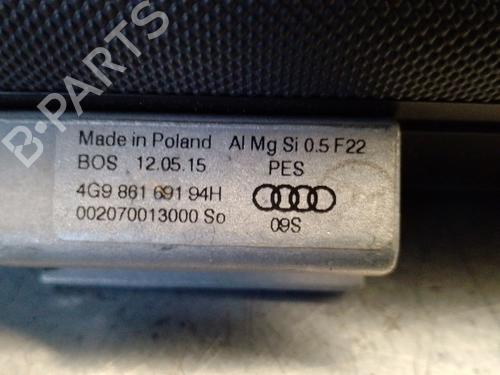 B-PARTS
Made in Poland Al Mg Si 0.5 F22
BOS 12.05.15 PES
4G9 861 691 94H
002070013000 So 09S